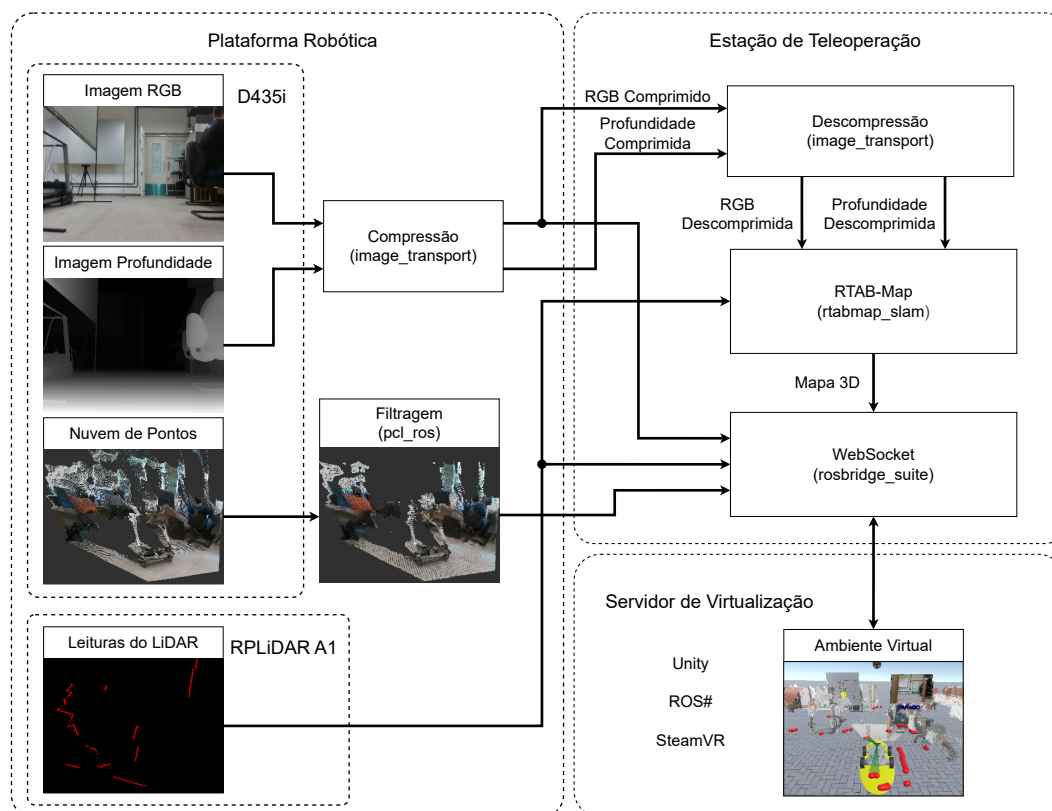 Plataforma Robótica
Estação de Teleoperação
Imagem RGB
D435i
RGB Comprimido
Profundidade
Comprimida
Descompressão
(image_transport)
RGB
Descomprimida
Profundidade
Descomprimida
Compressão
(image_transport)
Imagem Profundidade
RTAB-Map
(rtabmap_slam)
Mapa 3D
Nuvem de Pontos
Filtragem
(pcl_ros)
WebSocket
(rosbridge_suite)
Servidor de Virtualização
Leituras do LiDAR
RPLiDAR A1
Ambiente Virtual
Unity
ROS#
SteamVR